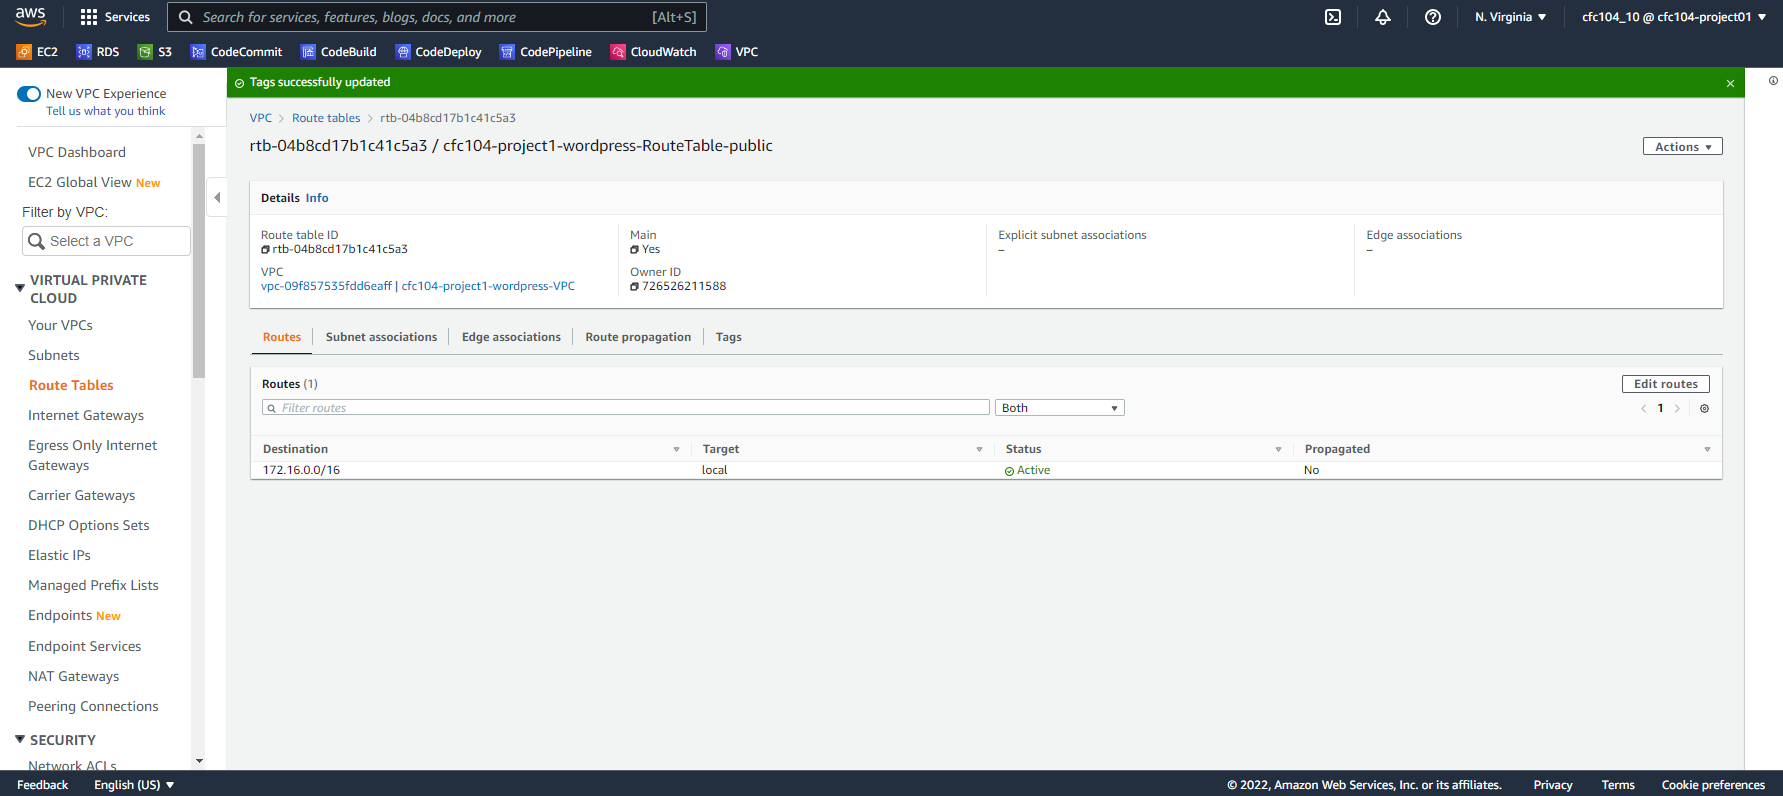 aws Services Search for services, features, blogs, docs, and more [Alt+S] N. Virginia cfc104_10 @ cfc104-project01
EC2 RDS S3 CodeCommit CodeBuild CodeDeploy CodePipeline CloudWatch VPC
New VPC Experience
Tell us what you think
VPC Dashboard
EC2 Global View New
Filter by VPC:
Select a VPC
VIRTUAL PRIVATE
CLOUD
Your VPCs
Subnets
Route Tables
Internet Gateways
Egress Only Internet
Gateways
Carrier Gateways
DHCP Options Sets
Elastic IPs
Managed Prefix Lists
Endpoints New
Endpoint Services
NAT Gateways
Peering Connections
SECURITY
Network ACLs
Tags successfully updated
VPC Route tables rtb-04b8cd17b1c41c5a3
rtb-04b8cd17b1c41c5a3 / cfc104-project1-wordpress-RouteTable-public
Actions
Details Info
Route table ID
rtb-04b8cd17b1c41c5a3
VPC
vpc-09f857535fdd6eaff | cfc104-project1-wordpress-VPC
Main
Yes
Owner ID
726526211588
Explicit subnet associations
–
Edge associations
–
Routes Subnet associations Edge associations Route propagation Tags
Routes (1) Edit routes
Filter routes Both 1
Destination Target Status Propagated
172.16.0.0/16 local Active No
Feedback English (US) © 2022, Amazon Web Services, Inc. or its affiliates. Privacy Terms Cookie preferences